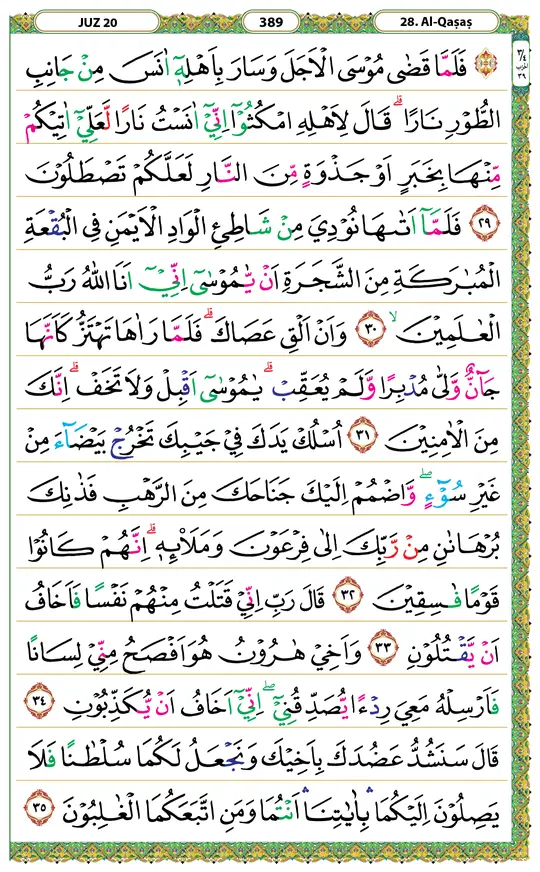 JUZ 20
389
28. Al-Qaṣaṣ
فَلَمَّا قَضٰى مُوْسَى الْاَجَلَ وَسَارَ بِاَهْلِهٖٓ اٰنَسَ مِنْ جَانِبِ
الطُّوْرِ نَارًاۗ قَالَ لِاَهْلِهِ امْكُثُوْٓا اِنِّيْٓ اٰنَسْتُ نَارًا لَّعَلِّيْٓ اٰتِيْكُمْ
مِّنْهَا بِخَبَرٍ اَوْ جَذْوَةٍ مِّنَ النَّارِ لَعَلَّكُمْ تَصْطَلُوْنَ
٢٩ فَلَمَّآ اَتٰىهَا نُوْدِيَ مِنْ شَاطِئِ الْوَادِ الْاَيْمَنِ فِى الْبُقْعَةِ
الْمُبٰرَكَةِ مِنَ الشَّجَرَةِ اَنْ يّٰمُوْسٰٓى اِنِّيْٓ اَنَا اللّٰهُ رَبُّ
الْعٰلَمِيْنَۙ ٣٠ وَاَنْ اَلْقِ عَصَاكَۗ فَلَمَّا رَاٰهَا تَهْتَزُّ كَاَنَّهَا
جَاۤنٌّ وَّلّٰى مُدْبِرًا وَّلَمْ يُعَقِّبْۗ يٰمُوْسٰٓى اَقْبِلْ وَلَا تَخَفْۗ اِنَّكَ
مِنَ الْاٰمِنِيْنَ ٣١ اُسْلُكْ يَدَكَ فِيْ جَيْبِكَ تَخْرُجْ بَيْضَاۤءَ مِنْ
غَيْرِ سُوْۤءٍۖ وَّاضْمُمْ اِلَيْكَ جَنَاحَكَ مِنَ الرَّهْبِ فَذٰنِكَ
بُرْهَانٰنِ مِنْ رَّبِّكَ اِلٰى فِرْعَوْنَ وَمَلَا۟ىِٕهٖۗ اِنَّهُمْ كَانُوْا
قَوْمًا فٰسِقِيْنَ ٣٢ قَالَ رَبِّ اِنِّيْ قَتَلْتُ مِنْهُمْ نَفْسًا فَاَخَافُ
اَنْ يَّقْتُلُوْنِ ٣٣ وَاَخِيْ هٰرُوْنُ هُوَ اَفْصَحُ مِنِّيْ لِسَانًا
فَاَرْسِلْهُ مَعِيَ رِدْءًا يُّصَدِّقُنِيْٓۖ اِنِّيْٓ اَخَافُ اَنْ يُّكَذِّبُوْنِ ٣٤
قَالَ سَنَشُدُّ عَضُدَكَ بِاَخِيْكَ وَنَجْعَلُ لَكُمَا سُلْطٰنًا فَلَا
يَصِلُوْنَ اِلَيْكُمَاۛ بِاٰيٰتِنَاۛ اَنْتُمَا وَمَنِ اتَّبَعَكُمَا الْغٰلِبُوْنَ ٣٥